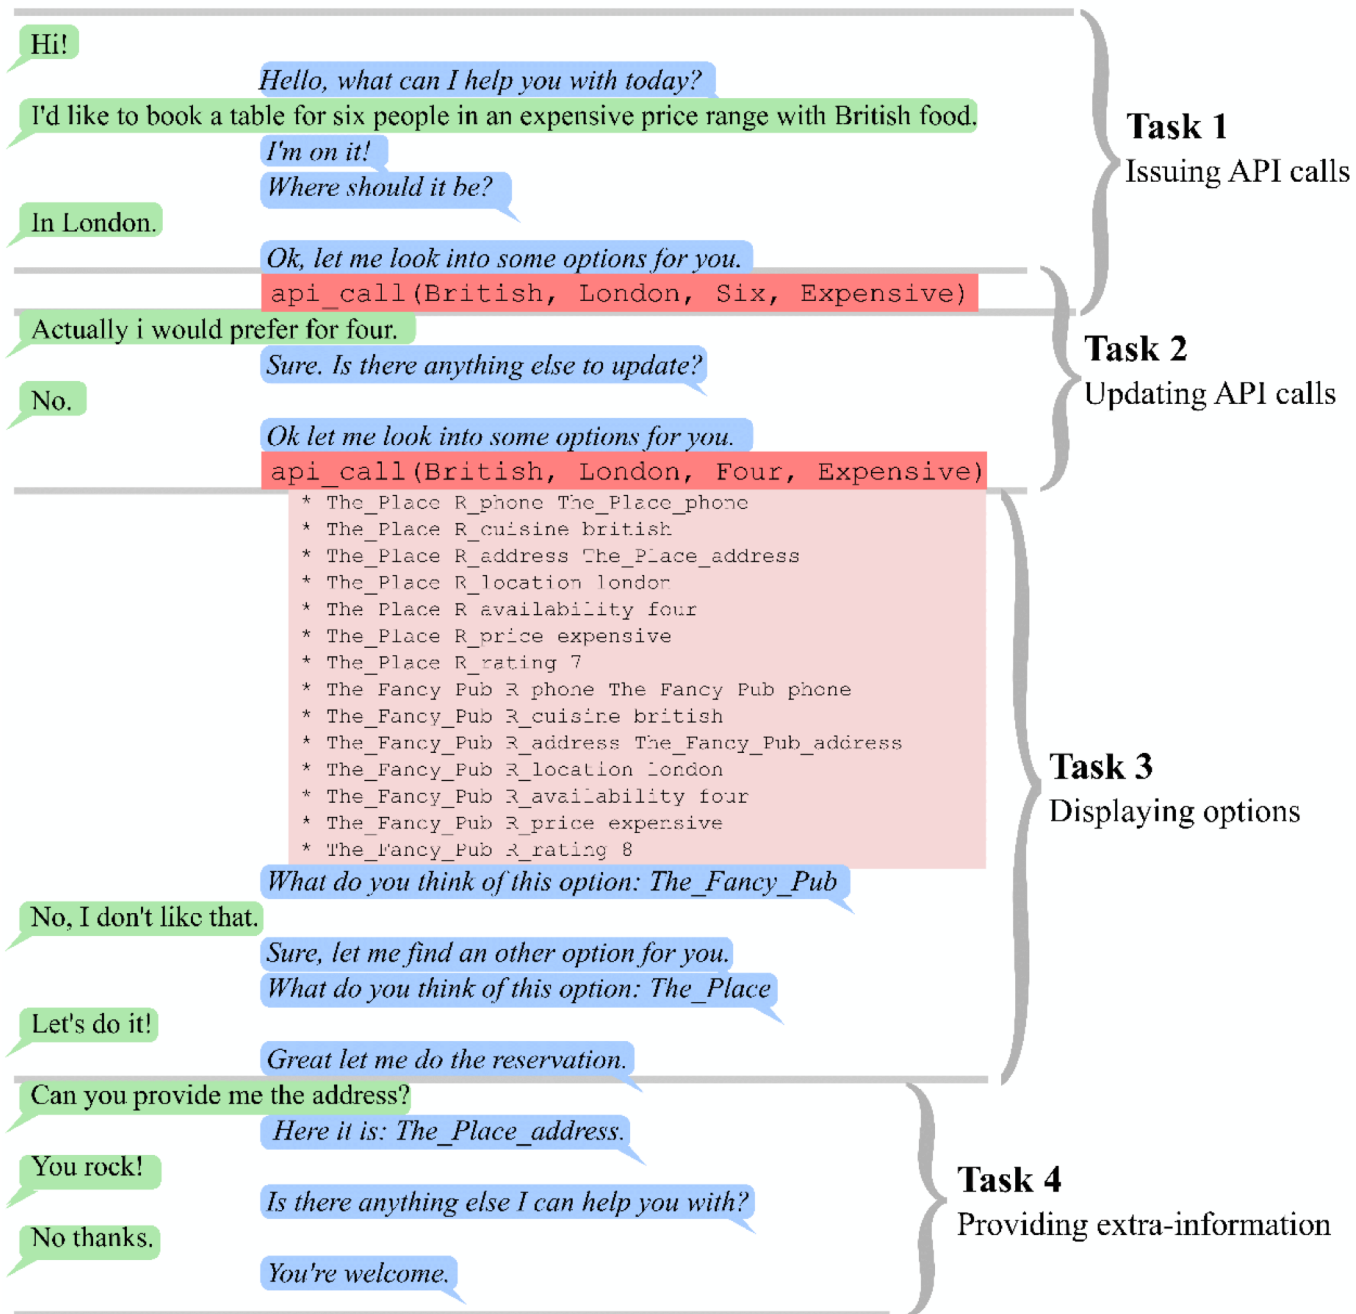 Hi!
Hello, what can I help you with today?
I'd like to book a table for six people in an expensive price range with British food.
I'm on it!
Where should it be?
In London.
Ok, let me look into some options for you.
api_call(British, London, Six, Expensive)
Task 1
Issuing API calls
Actually i would prefer for four.
Sure. Is there anything else to update?
No.
Ok let me look into some options for you.
api_call(British, London, Four, Expensive)
Task 2
Updating API calls
* The_Place R_phone The_Place_phone
* The_Place R_cuisine british
* The_Place R_address The_Place_address
* The_Place R_location london
* The_Place R_availability four
* The_Place R_price expensive
* The_Place R_rating 7
* The_Fancy_Pub R_phone The_Fancy_Pub_phone
* The_Fancy_Pub R_cuisine british
* The_Fancy_Pub R_address The_Fancy_Pub_address
* The_Fancy_Pub R_location london
* The_Fancy_Pub R_availability four
* The_Fancy_Pub R_price expensive
* The_Fancy_Pub R_rating 8
What do you think of this option: The_Fancy_Pub
No, I don't like that.
Sure, let me find an other option for you.
What do you think of this option: The_Place
Let's do it!
Great let me do the reservation.
Task 3
Displaying options
Can you provide me the address?
Here it is: The_Place_address.
You rock!
Is there anything else I can help you with?
No thanks.
You're welcome.
Task 4
Providing extra-information